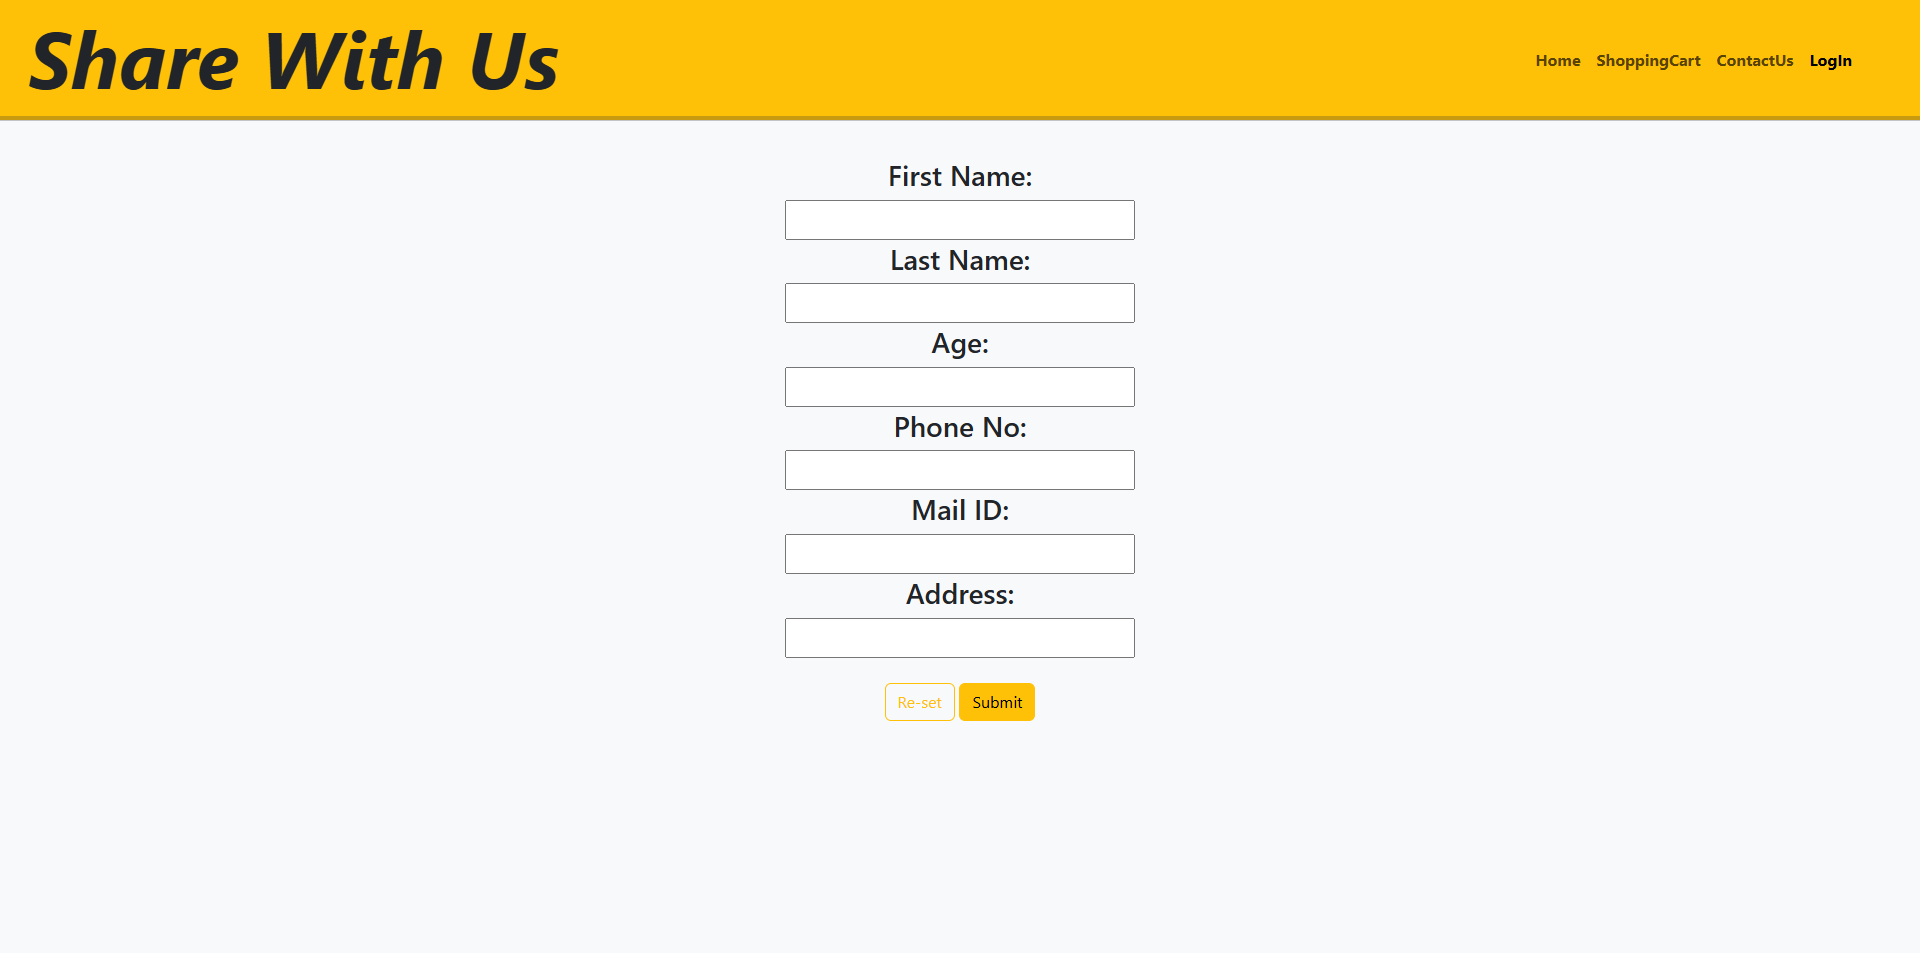 Share With Us
Home ShoppingCart ContactUs LogIn
First Name:
Last Name:
Age:
Phone No:
Mail ID:
Address:
Re-set Submit